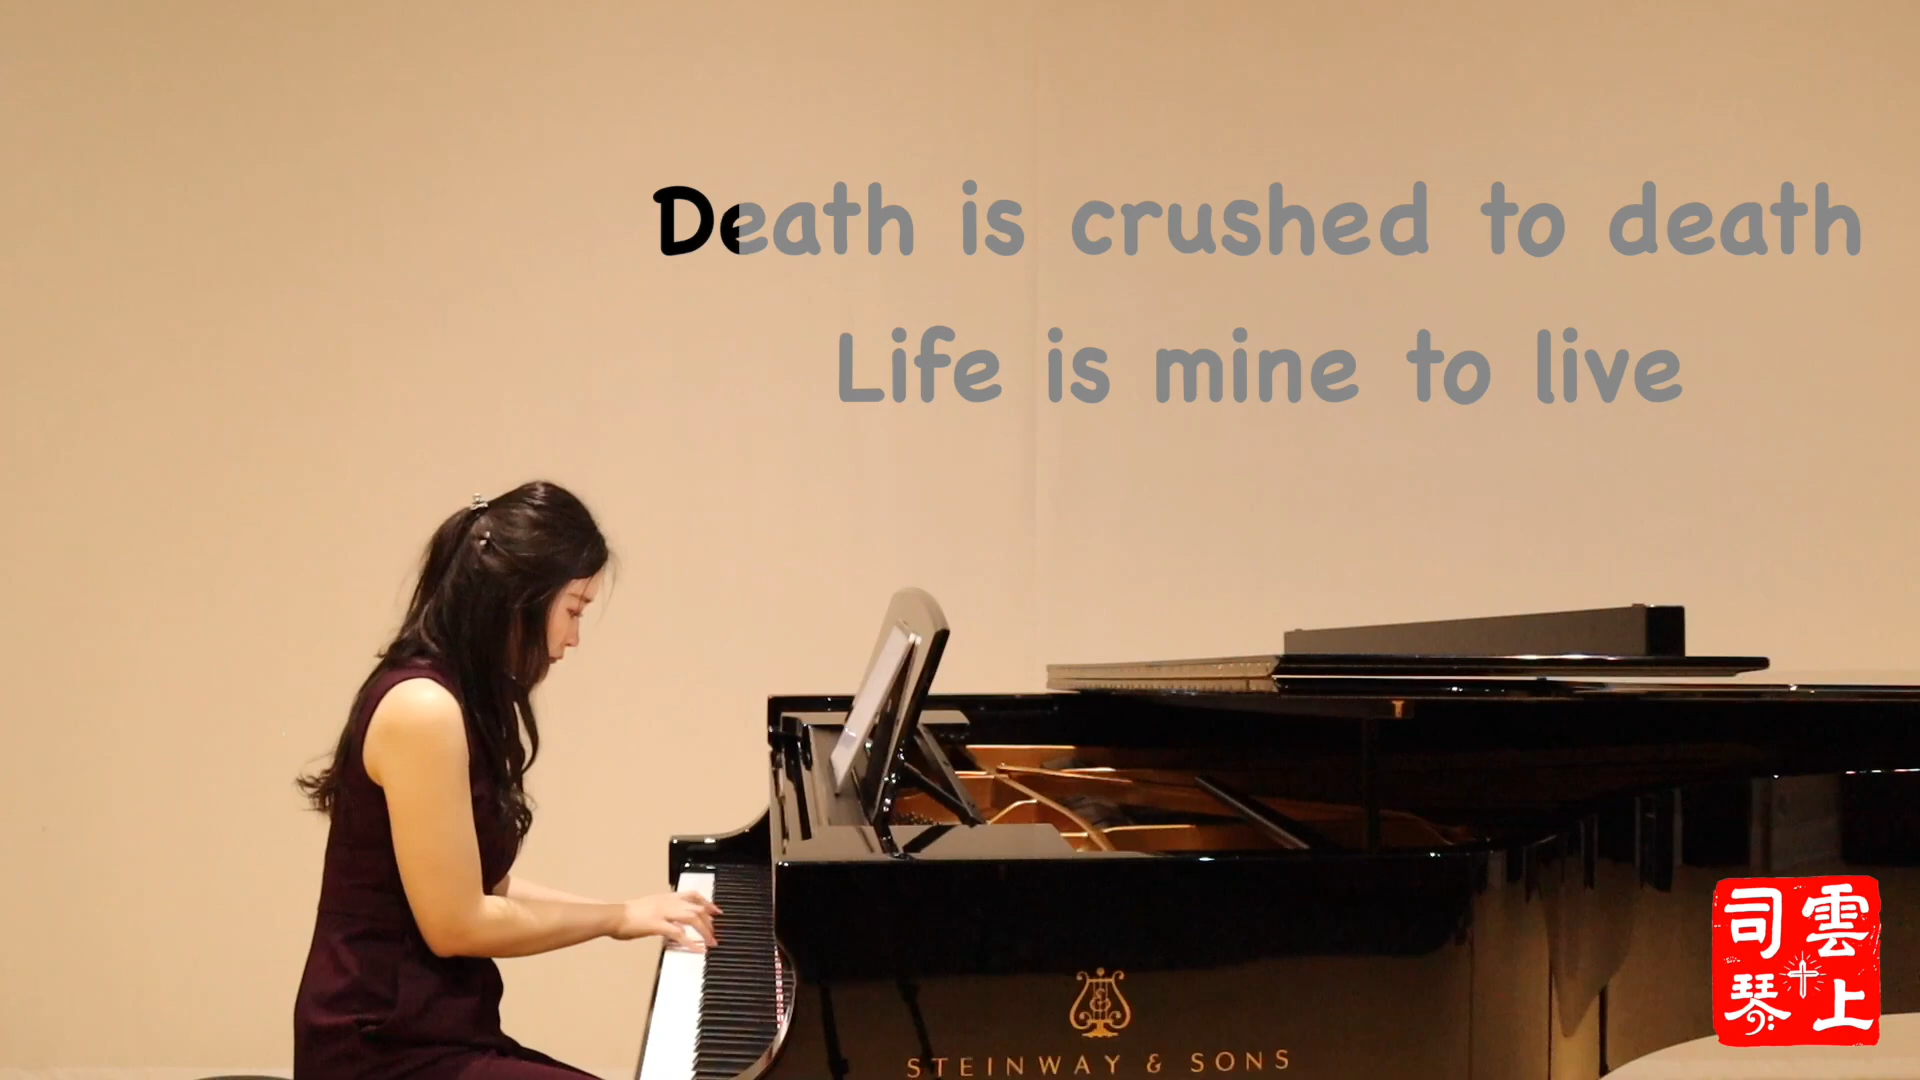 Death is crushed to death
Life is mine to live
雲上
司琴
STEINWAY & SONS